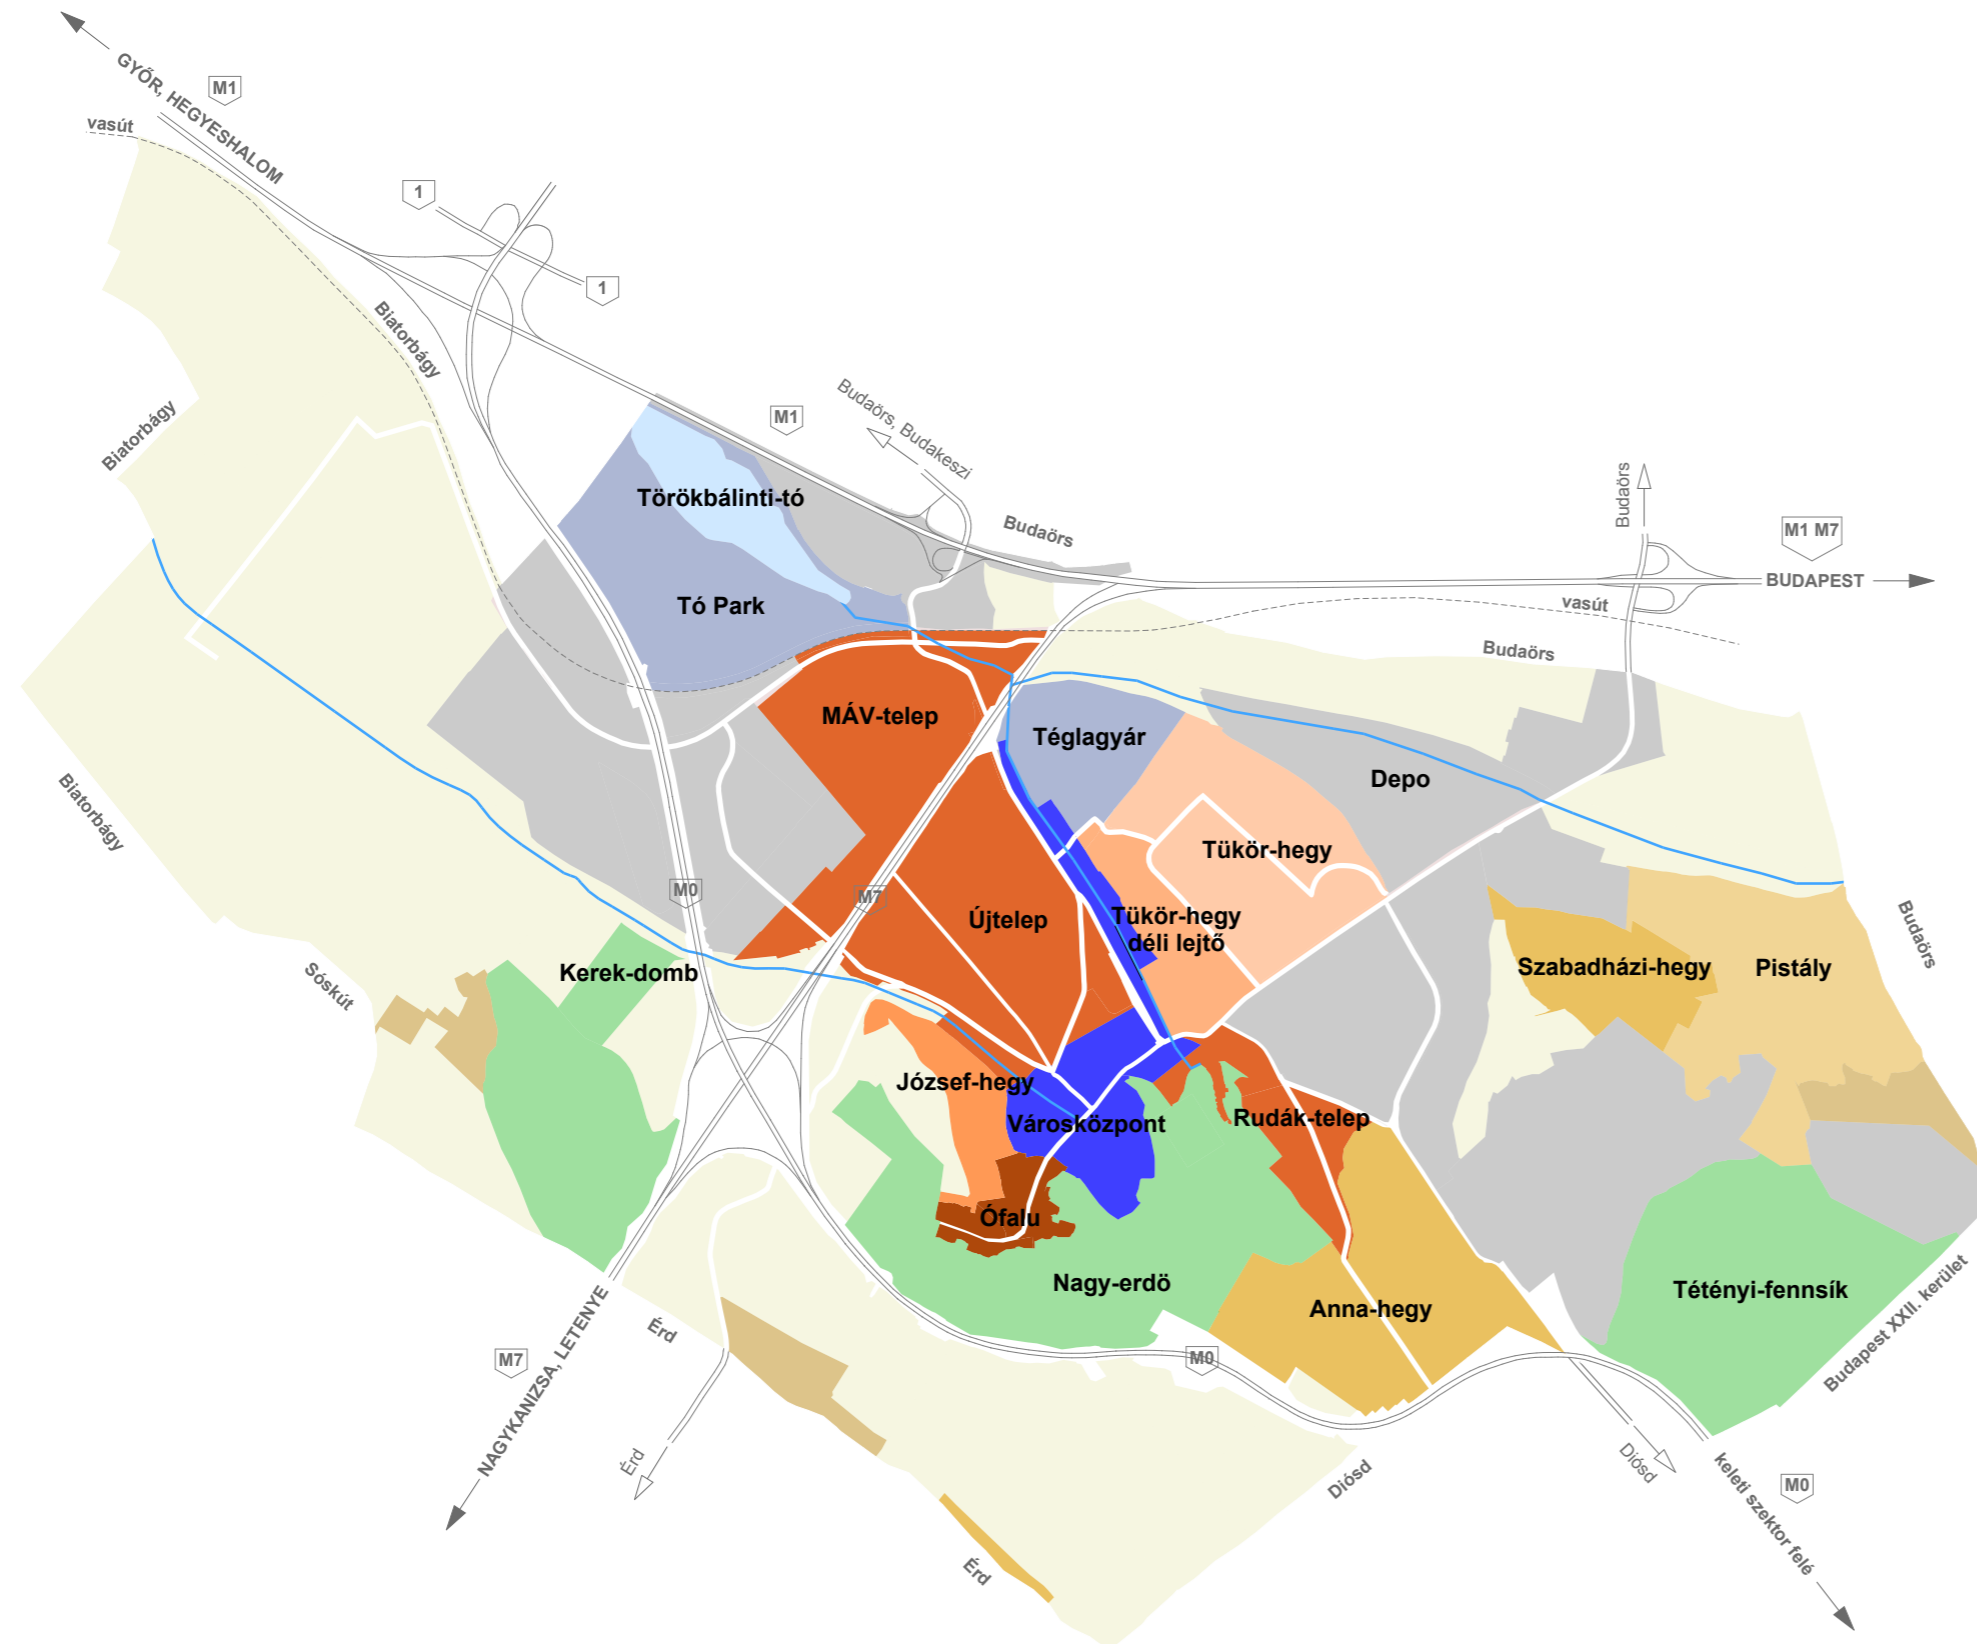 GYŐR, HEGYESHALOM
M1
vasút
1
1
Biatorbágy
Biatorbágy
M1
Budaörs, Budakeszi
Budaörs
Budaörs
M1 M7
BUDAPEST
vasút
Budaörs
Törökbálinti-tó
Tó Park
MÁV-telep
Téglagyár
Depo
Biatorbágy
Tükör-hegy
M0
M7
Újtelep
Tükör-hegy
déli lejtő
Budaörs
Szabadházi-hegy
Pistály
Kerek-domb
Sóskút
József-hegy
Városközpont
Rudák-telep
Ófalu
Nagy-erdö
Anna-hegy
Tétényi-fennsík
Budapest XXII. kerület
M7
NAGYKANIZSA, LETENYE
Érd
M0
Érd
Diósd
Diósd
M0
keleti szektor felé
Érd